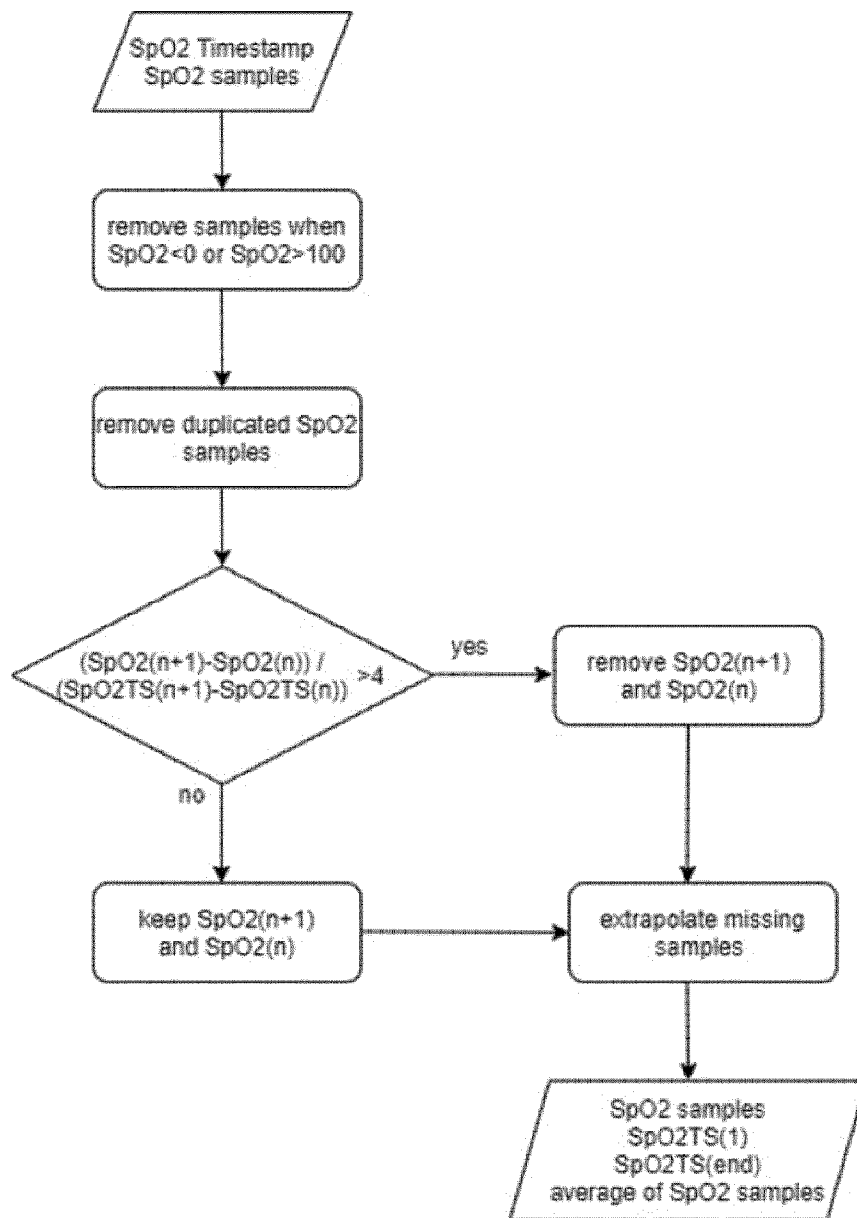 SpO2 Timestamp
SpO2 samples
remove samples when
SpO2<0 or SpO2>100
remove duplicated SpO2
samples
(SpO2(n+1)-SpO2(n)) /
(SpO2TS(n+1)-SpO2TS(n)) >4
yes
remove SpO2(n+1)
and SpO2(n)
no
keep SpO2(n+1)
and SpO2(n)
extrapolate missing
samples
SpO2 samples
SpO2TS(1)
SpO2TS(end)
average of SpO2 samples